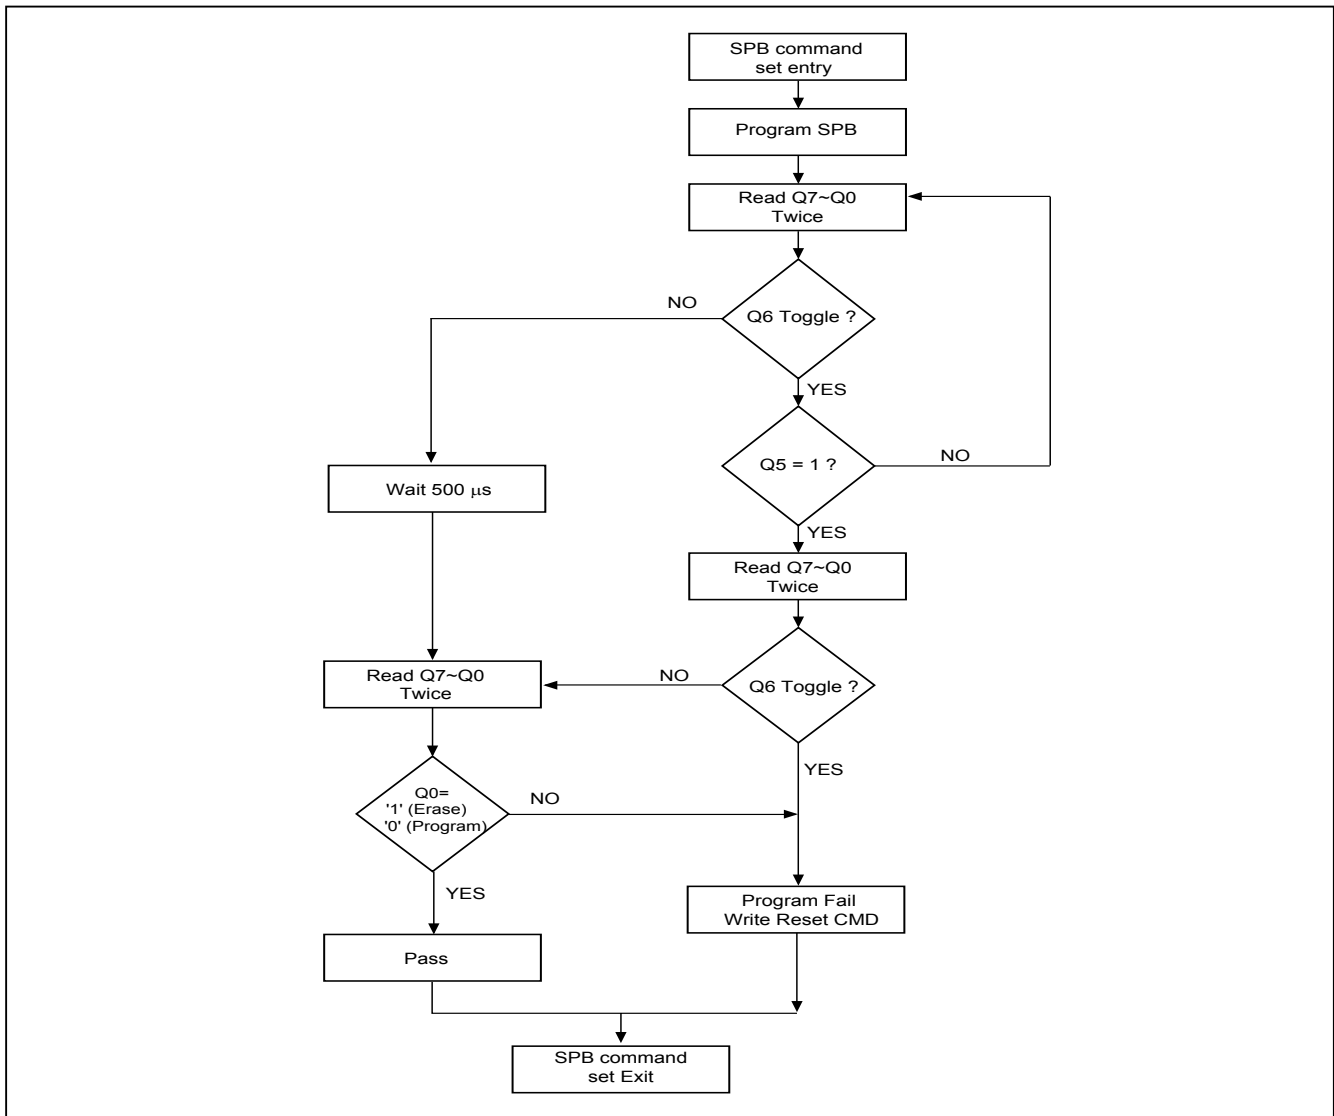 SPB command
set entry
Program SPB
Read Q7~Q0
Twice
Q6 Toggle ?
NO
YES
Q5 = 1 ?
NO
YES
Wait 500 µs
Read Q7~Q0
Twice
Q6 Toggle ?
NO
YES
Read Q7~Q0
Twice
Q0=
'1' (Erase)
'0' (Program)
NO
YES
Program Fail
Write Reset CMD
Pass
SPB command
set Exit